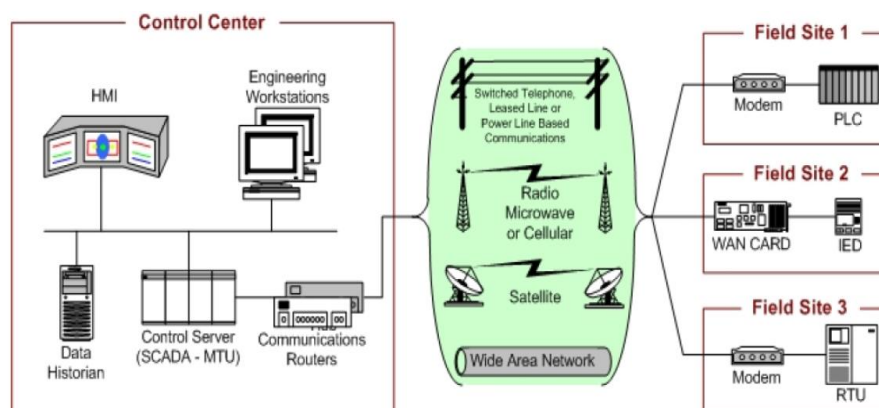 Control Center
HMI
Engineering
Workstations
Data
Historian
Control Server
(SCADA - MTU)
Communications
Routers
Switched Telephone,
Leased Line or
Power Line Based
Communications
Radio
Microwave
or Cellular
Satellite
Wide Area Network
Field Site 1
Modem
PLC
Field Site 2
WAN CARD
IED
Field Site 3
Modem
RTU